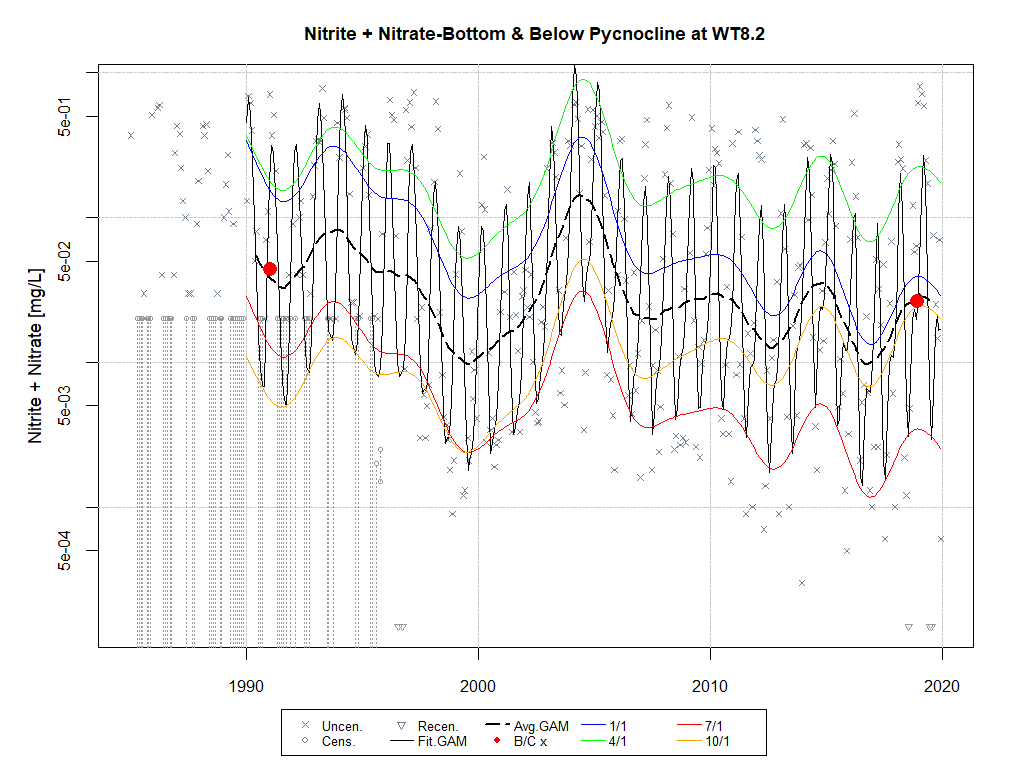 Nitrite + Nitrate-Bottom & Below Pycnocline at WT8.2
Nitrite + Nitrate [mg/L]
5e-01
5e-02
5e-03
5e-04
1990 2000 2010 2020
Uncen. Recen. Avg.GAM 1/1 7/1
Cens. Fit.GAM B/C x 4/1 10/1